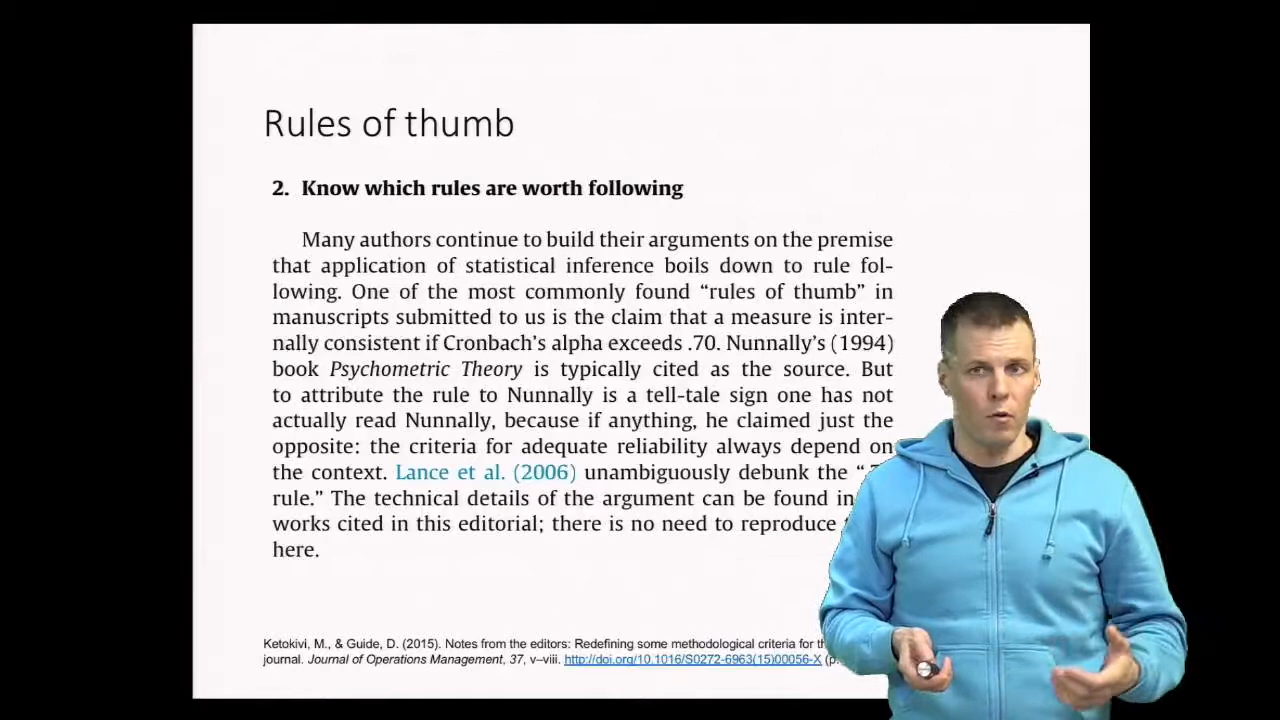 Rules of thumb
2. Know which rules are worth following
Many authors continue to build their arguments on the premise
that application of statistical inference boils down to rule fol-
lowing. One of the most commonly found “rules of thumb” in
manuscripts submitted to us is the claim that a measure is inter-
nally consistent if Cronbach’s alpha exceeds .70. Nunnally’s (1994)
book Psychometric Theory is typically cited as the source. But
to attribute the rule to Nunnally is a tell-tale sign one has not
actually read Nunnally, because if anything, he claimed just the
opposite: the criteria for adequate reliability always depend on
the context. Lance et al. (2006) unambiguously debunk the “
rule.” The technical details of the argument can be found in
works cited in this editorial; there is no need to reproduce
here.
Ketokivi, M., & Guide, D. (2015). Notes from the editors: Redefining some methodological criteria for
journal. Journal of Operations Management, 37, v–viii. http://doi.org/10.1016/S0272-6963(15)00056-X